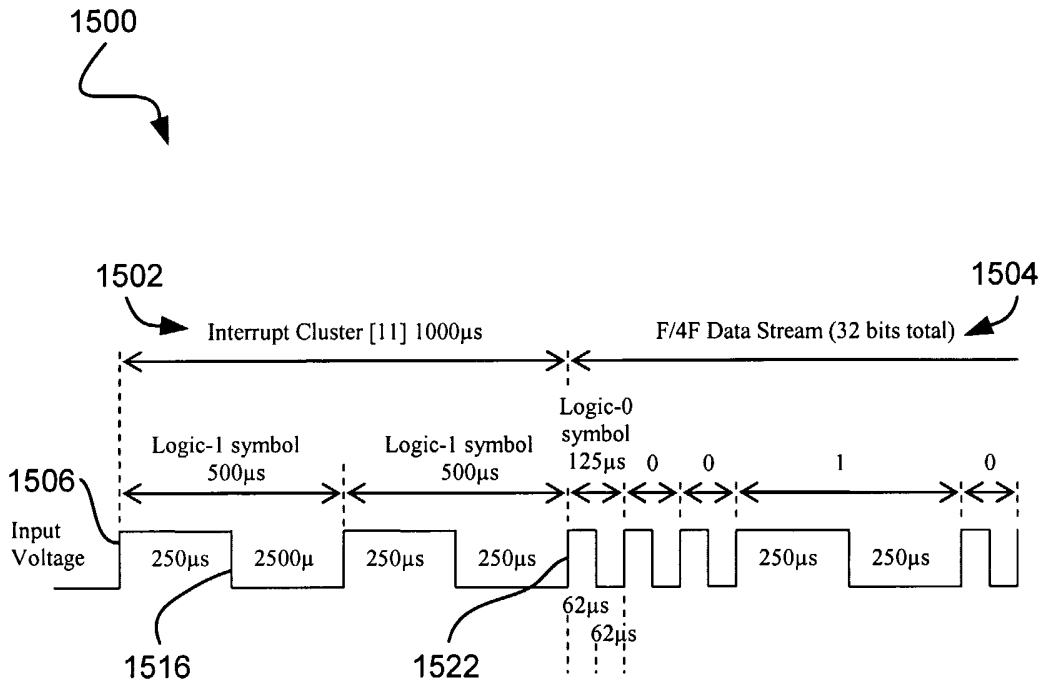 1500
1502
1504
Interrupt Cluster [11] 1000µs
F/4F Data Stream (32 bits total)
Logic-1 symbol
500µs
Logic-1 symbol
500µs
Logic-0
symbol
125µs
0
0
1
0
1506
Input
Voltage
250µs
2500µ
250µs
250µs
250µs
250µs
62µs
62µs
1516
1522